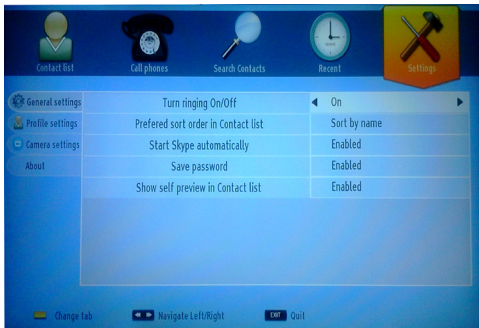 Contact list Call phones Search Contacts Recent Settings
General settings Turn ringing On/Off On
Profile settings Prefered sort order in Contact list Sort by name
Camera settings Start Skype automatically Enabled
About Save password Enabled
Show self preview in Contact list Enabled
Change tab Navigate Left/Right EXIT Quit